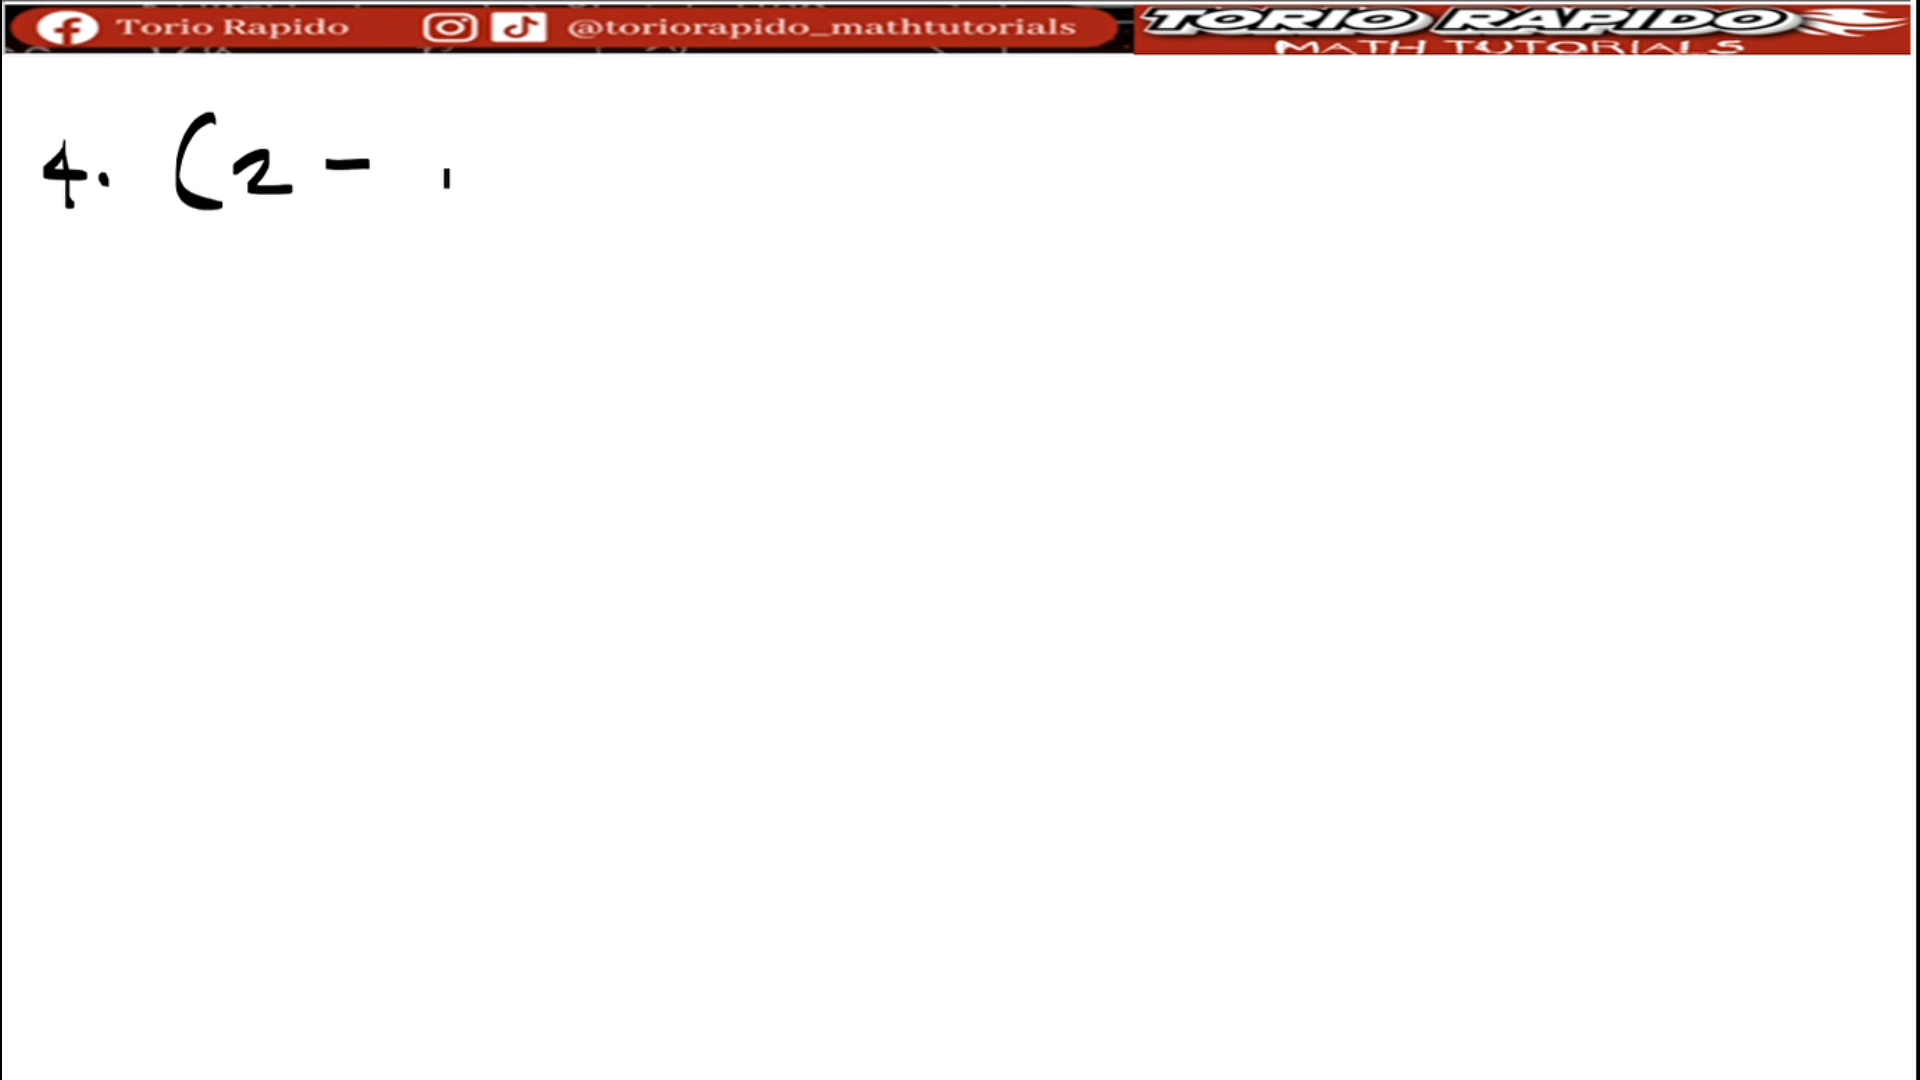 Torio Rapido @toriorapido_mathtutorials TORIO RAPIDO
MATH TUTORIALS
4. (2 -